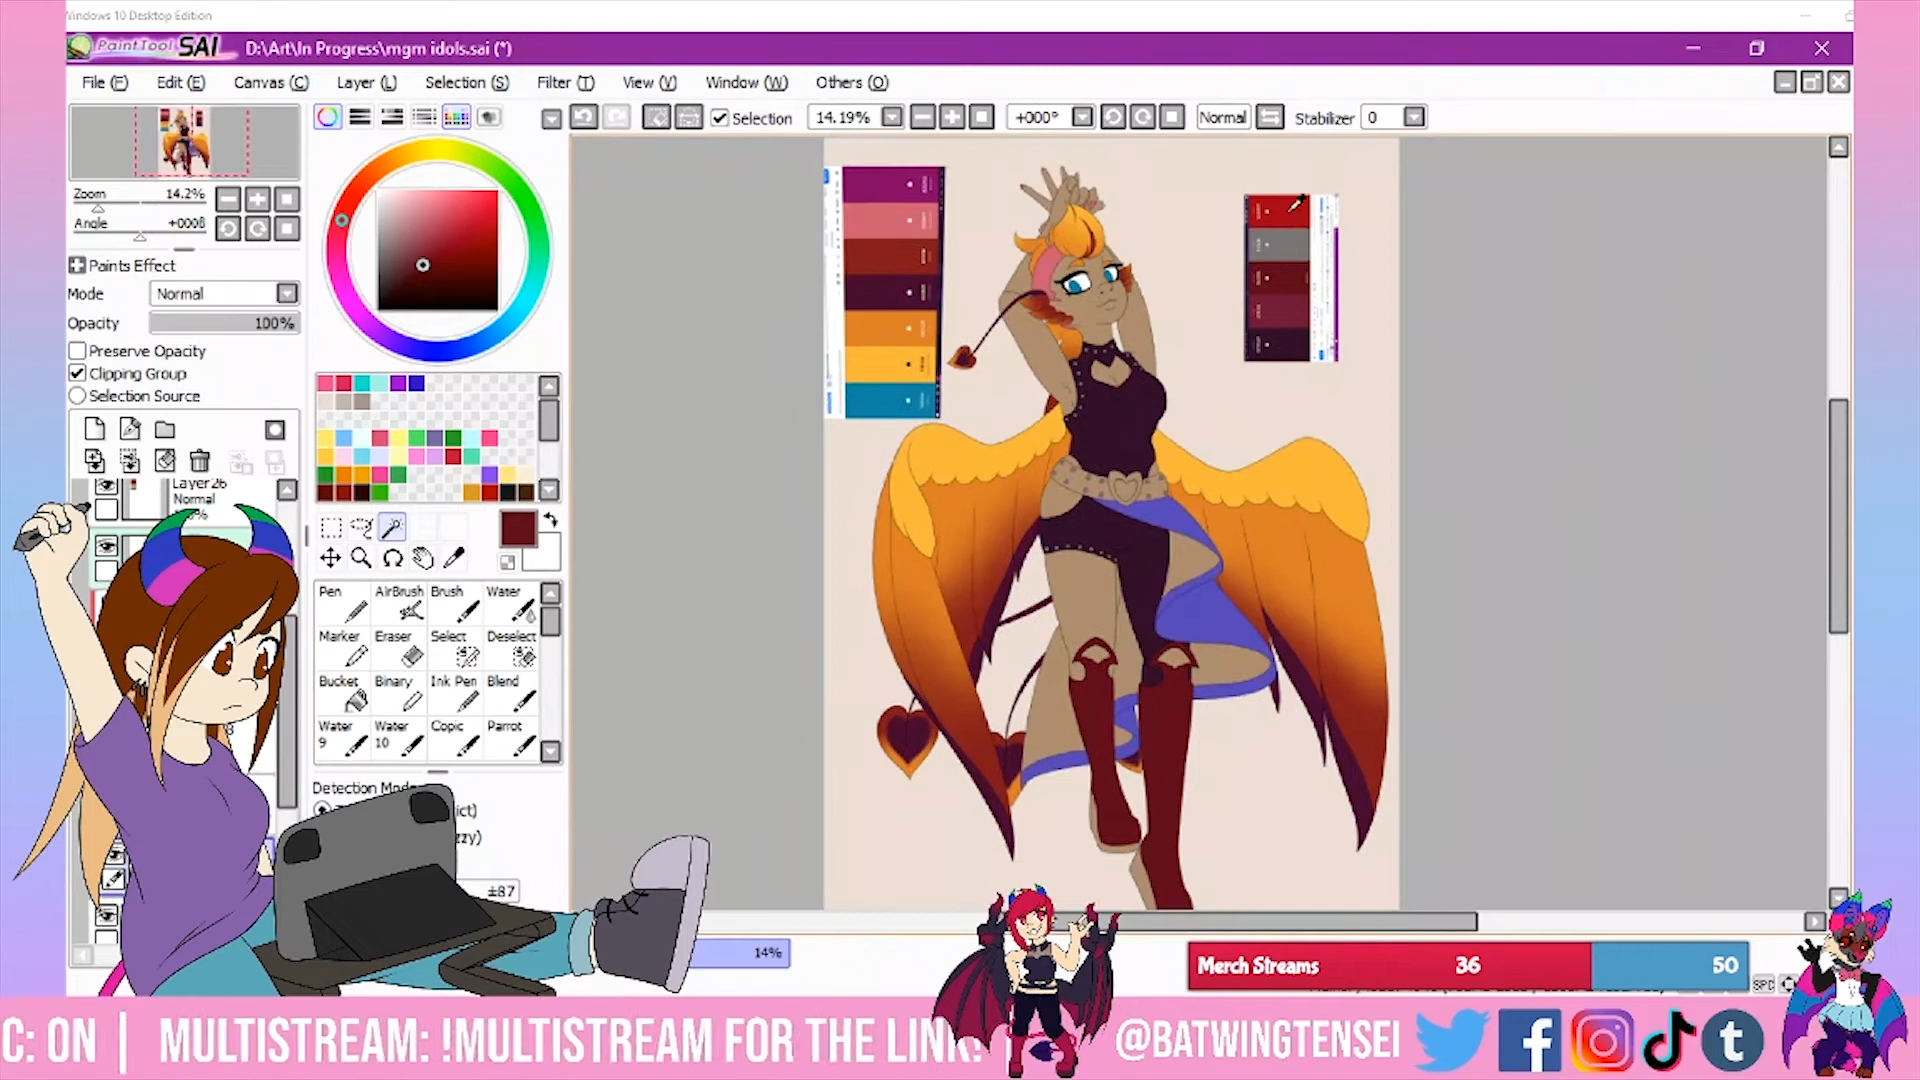 Windows 10 Desktop Edition
PaintTool SAI D:\Art\In Progress\mgm idols.sai (*)
File (F) Edit (E) Canvas (C) Layer (L) Selection (S) Filter (T) View (V) Window (W) Others (O)
Selection 14.19% +000° Normal Stabilizer 0
Zoom 14.2%
Angle +000ß
Paints Effect
Mode Normal
Opacity 100%
Preserve Opacity
Clipping Group
Selection Source
Layer26
Normal
Pen AirBrush Brush Water
Marker Eraser Select Deselect
Bucket Binary Ink Pen Blend
Water 9 Water 10 Copic Parrot
Detection Mod
±87
14%
Merch Streams 36 50
SPC
C: ON | MULTISTREAM: !MULTISTREAM FOR THE LINK!
@BATWINGTENSEI